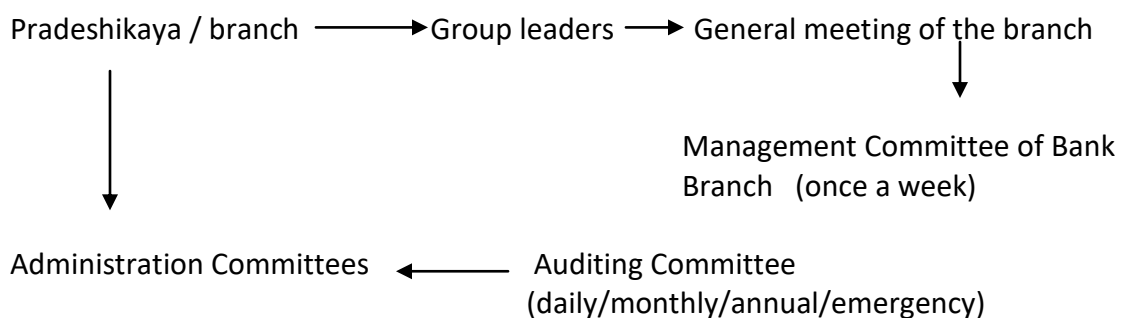 Pradeshikaya / branch Group leaders General meeting of the branch
Management Committee of Bank
Branch (once a week)
Administration Committees Auditing Committee
(daily/monthly/annual/emergency)